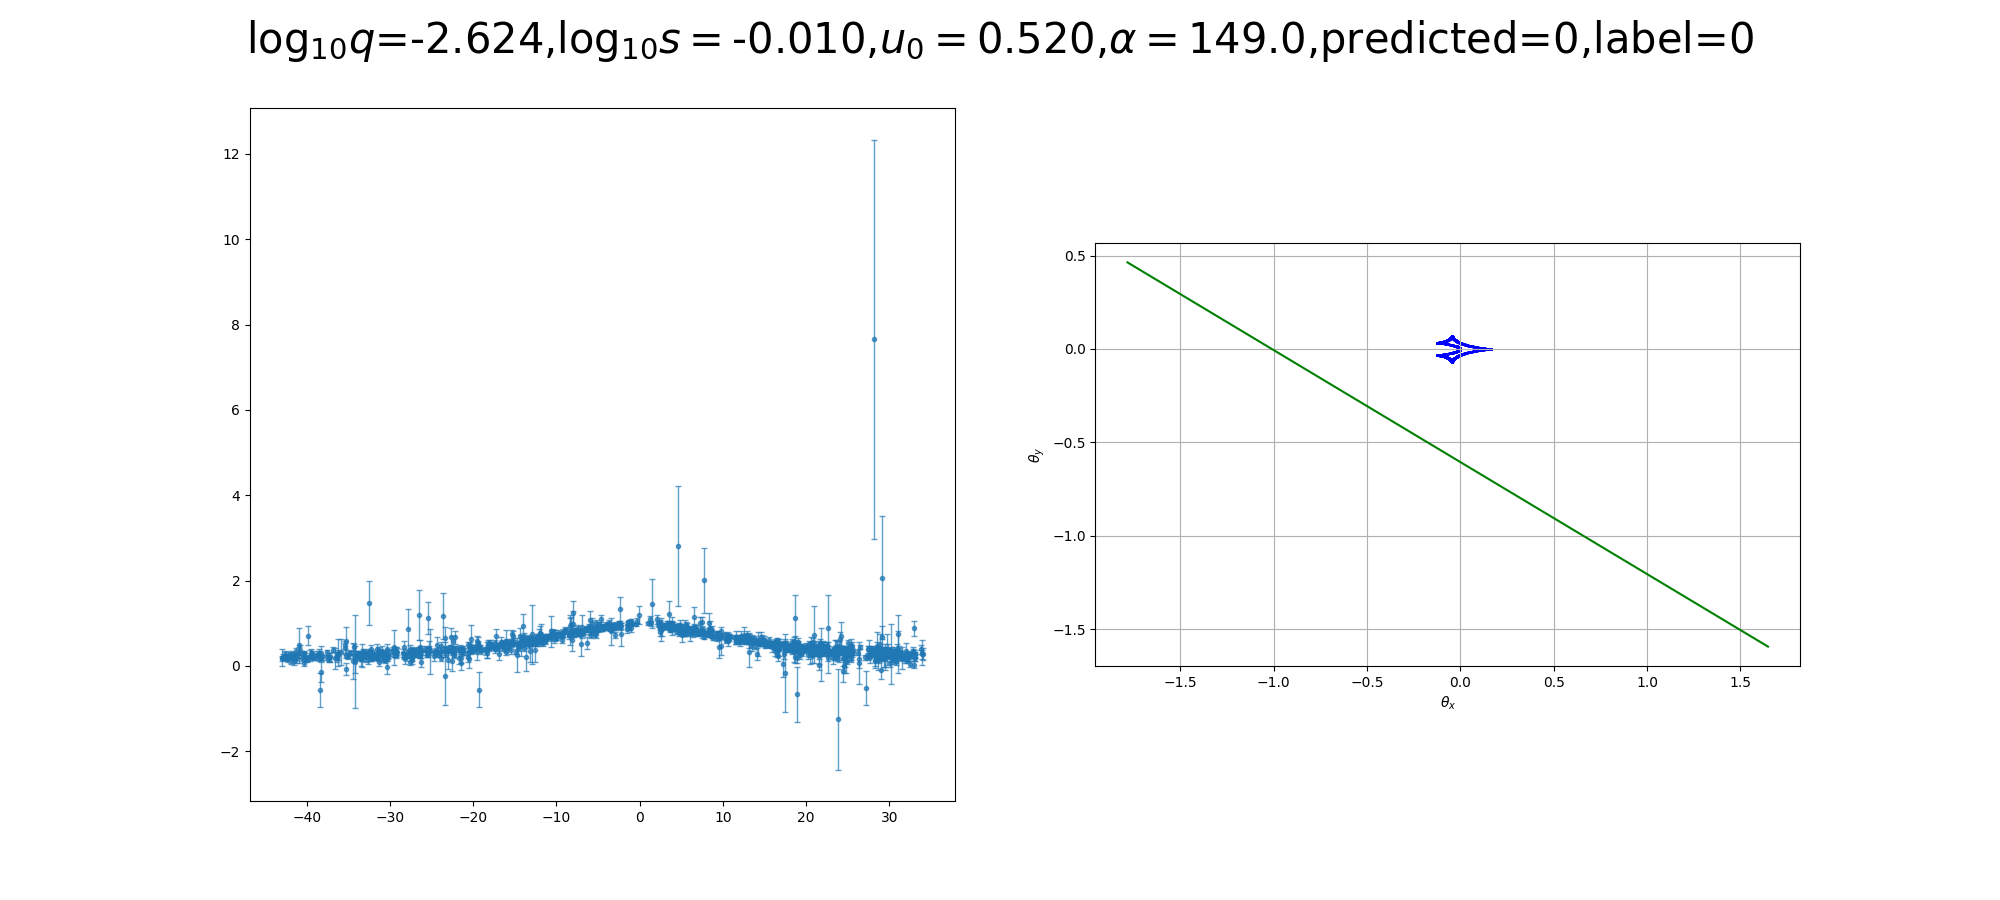 log₁₀q=-2.624,log₁₀s = -0.010,u₀ = 0.520,α = 149.0,predicted=0,label=0
12
10
8
6
4
2
0
−2
−40 −30 −20 −10 0 10 20 30
0.5
0.0
−0.5
−1.0
−1.5
θy
−1.5 −1.0 −0.5 0.0 0.5 1.0 1.5
θx